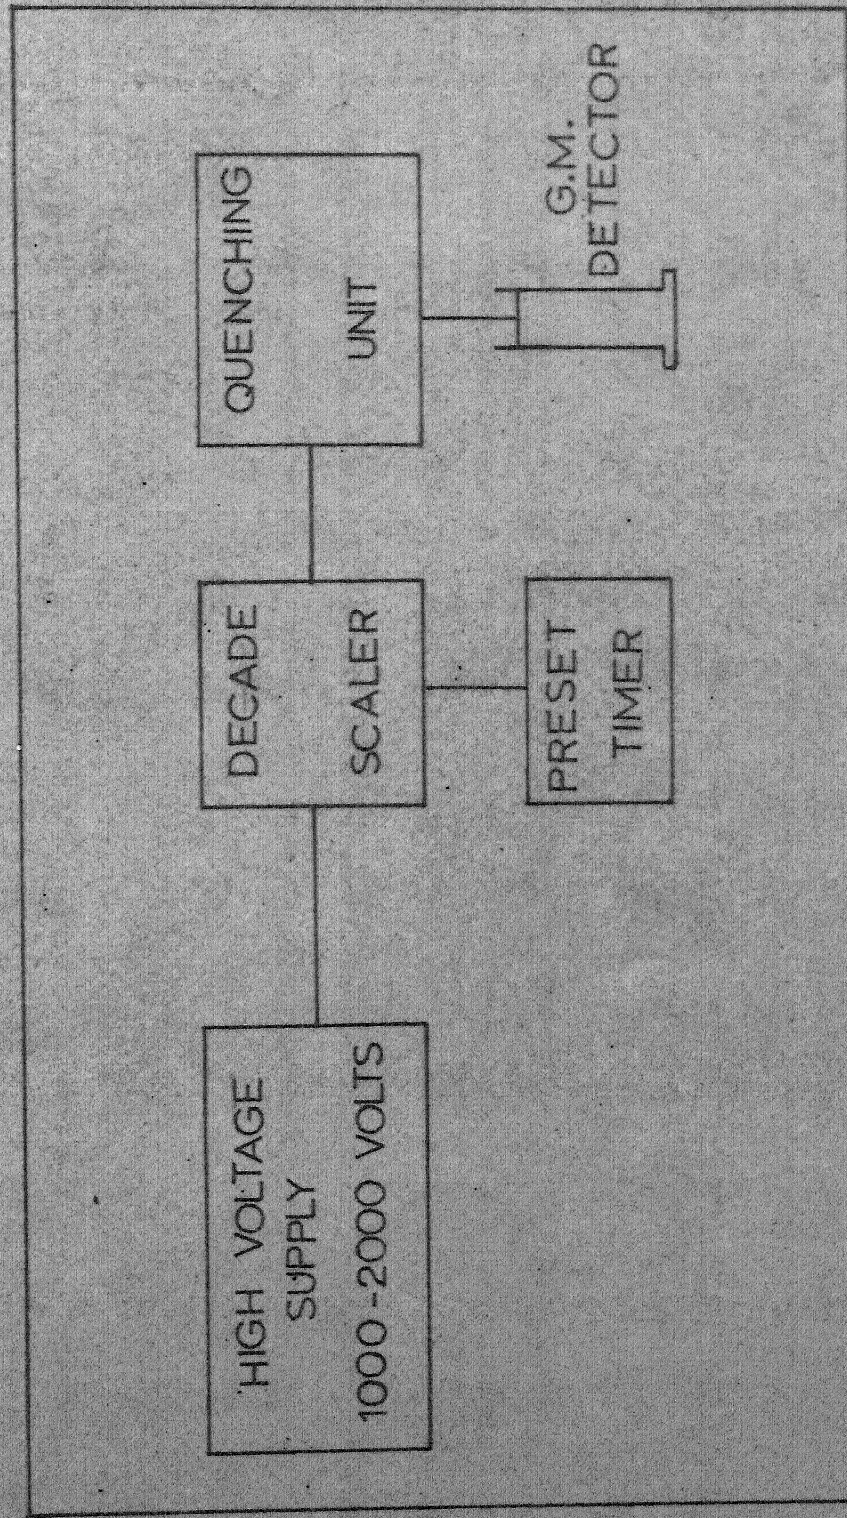 HIGH VOLTAGE
SUPPLY
1000-2000 VOLTS
DECADE
SCALER
QUENCHING
UNIT
PRESET
TIMER
G.M.
DETECTOR